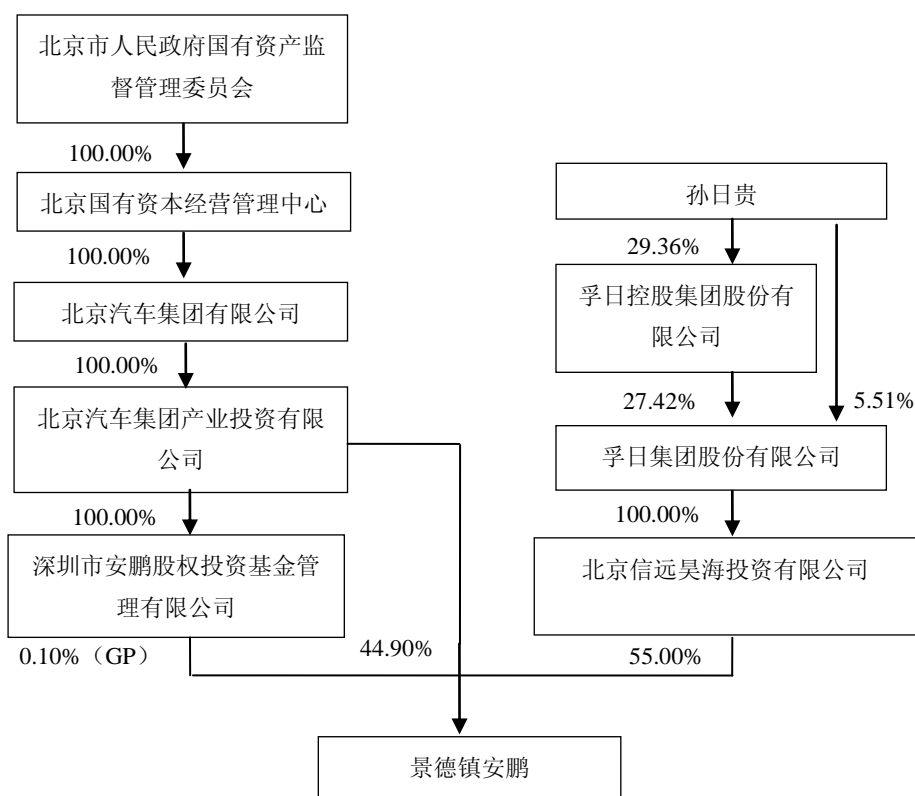 北京市人民政府国有资产监
督管理委员会
100.00%
北京国有资本经营管理中心
100.00%
北京汽车集团有限公司
100.00%
北京汽车集团产业投资有限
公司
100.00%
深圳市安鹏股权投资基金管
理有限公司
0.10%（GP）
44.90%
孙日贵
29.36%
孚日控股集团股份有
限公司
27.42%
5.51%
孚日集团股份有限公司
100.00%
北京信远昊海投资有限公司
55.00%
景德镇安鹏